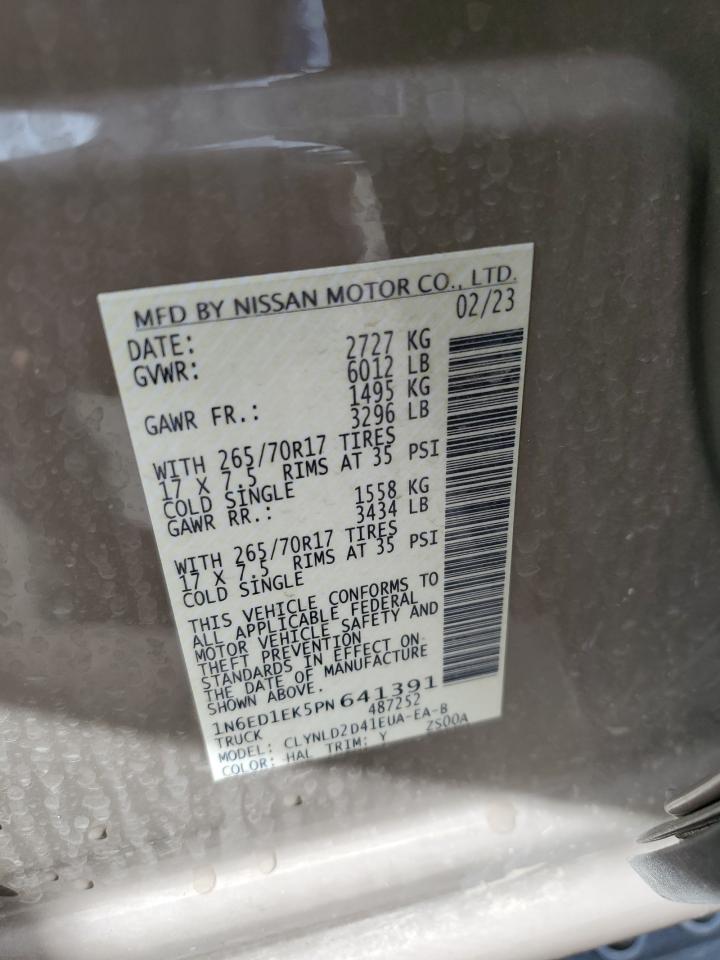 MFD BY NISSAN MOTOR CO., LTD.
DATE: 02/23
GVWR: 2727 KG
6012 LB
GAWR FR.: 1495 KG
3296 LB
WITH 265/70R17 TIRES
17 X 7.5 RIMS AT 35 PSI
COLD SINGLE
GAWR RR.: 1558 KG
3434 LB
WITH 265/70R17 TIRES
17 X 7.5 RIMS AT 35 PSI
COLD SINGLE
THIS VEHICLE CONFORMS TO
ALL APPLICABLE FEDERAL
MOTOR VEHICLE SAFETY AND
THEFT PREVENTION
STANDARDS IN EFFECT ON
THE DATE OF MANUFACTURE
SHOWN ABOVE.
1N6ED1EK5PN641391
TRUCK 487252
MODEL: CLYNLD2D41EUA-EA-B
COLOR: HAL TRIM: Y ZS00A